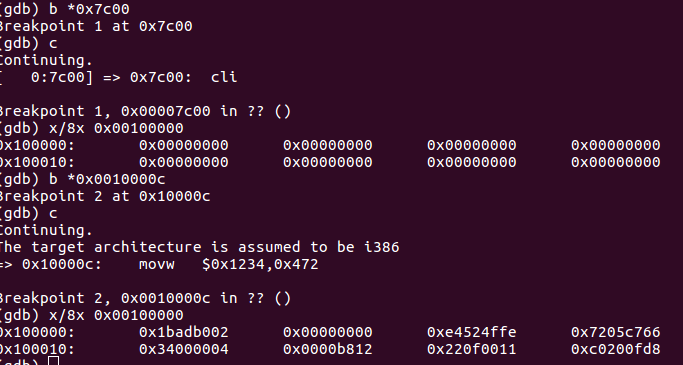 (gdb) b *0x7c00
Breakpoint 1 at 0x7c00
(gdb) c
Continuing.
[   0:7c00] => 0x7c00:  cli
Breakpoint 1, 0x00007c00 in ?? ()
(gdb) x/8x 0x00100000
0x100000:       0x00000000      0x00000000      0x00000000      0x00000000
0x100010:       0x00000000      0x00000000      0x00000000      0x00000000
(gdb) b *0x0010000c
Breakpoint 2 at 0x10000c
(gdb) c
Continuing.
The target architecture is assumed to be i386
=> 0x10000c:    movw   $0x1234,0x472
Breakpoint 2, 0x0010000c in ?? ()
(gdb) x/8x 0x00100000
0x100000:       0x1badb002      0x00000000      0xe4524ffe      0x7205c766
0x100010:       0x34000004      0x0000b812      0x220f0011      0xc0200fd8
(gdb)